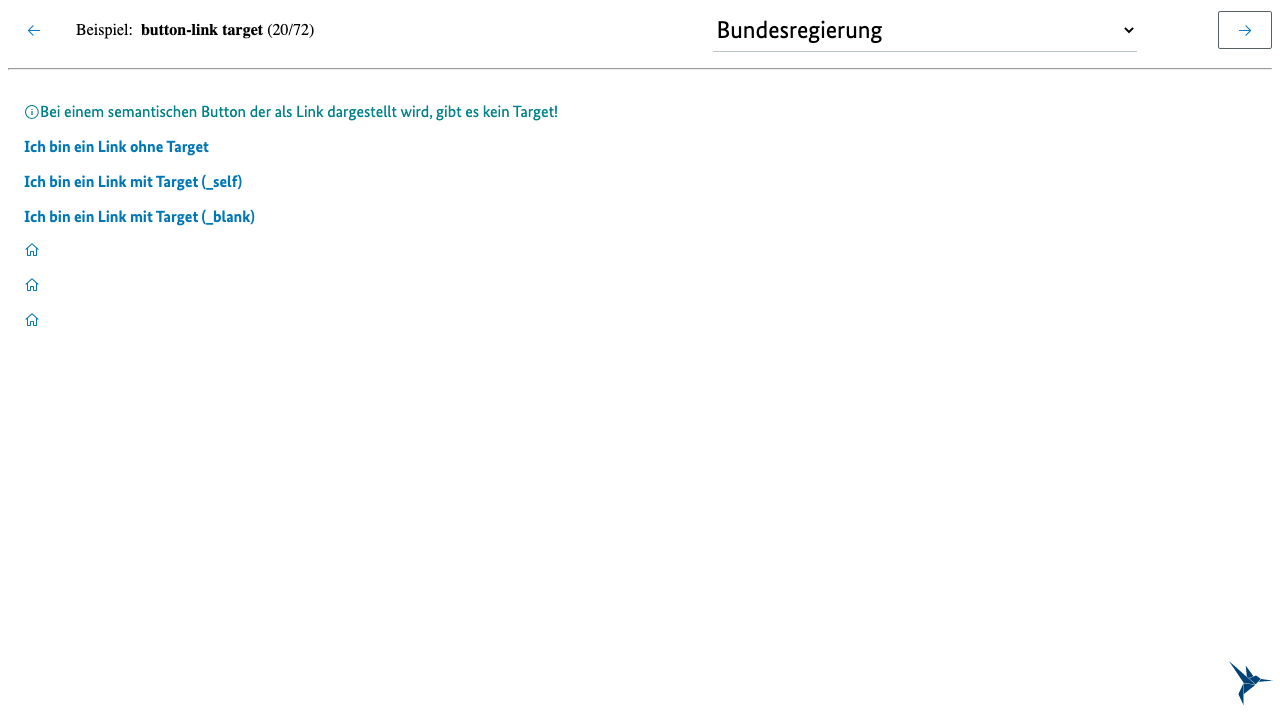 Beispiel: button-link target (20/72)
Bundesregierung
Bei einem semantischen Button der als Link dargestellt wird, gibt es kein Target!
Ich bin ein Link ohne Target
Ich bin ein Link mit Target (_self)
Ich bin ein Link mit Target (_blank)